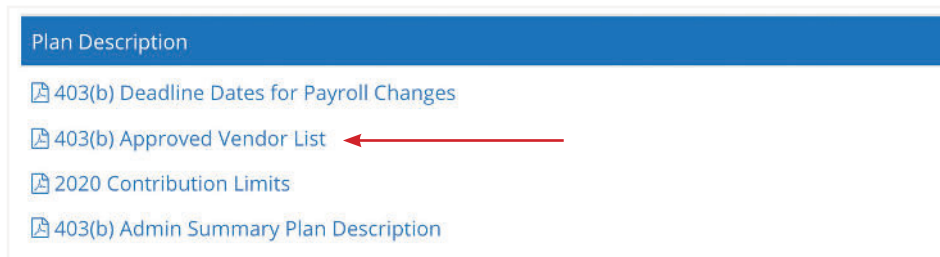 Plan Description
403(b) Deadline Dates for Payroll Changes
403(b) Approved Vendor List
2020 Contribution Limits
403(b) Admin Summary Plan Description